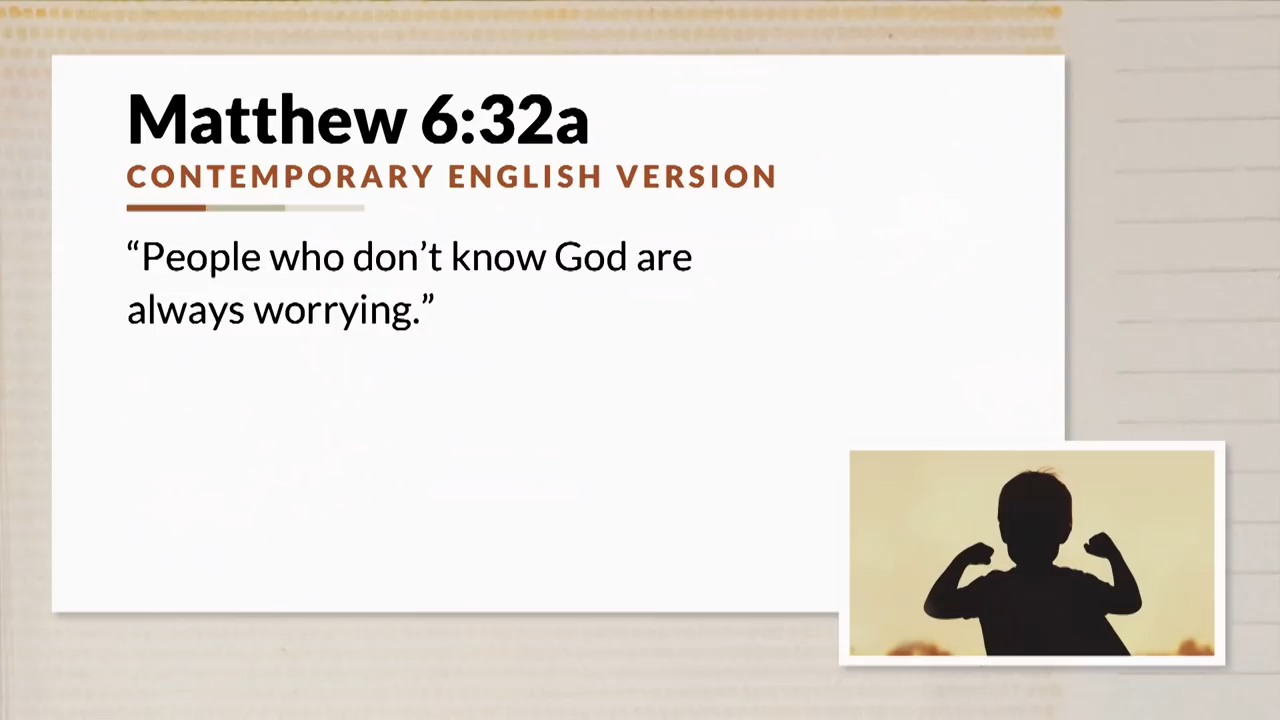 Matthew 6:32a
CONTEMPORARY ENGLISH VERSION
“People who don’t know God are
always worrying.”